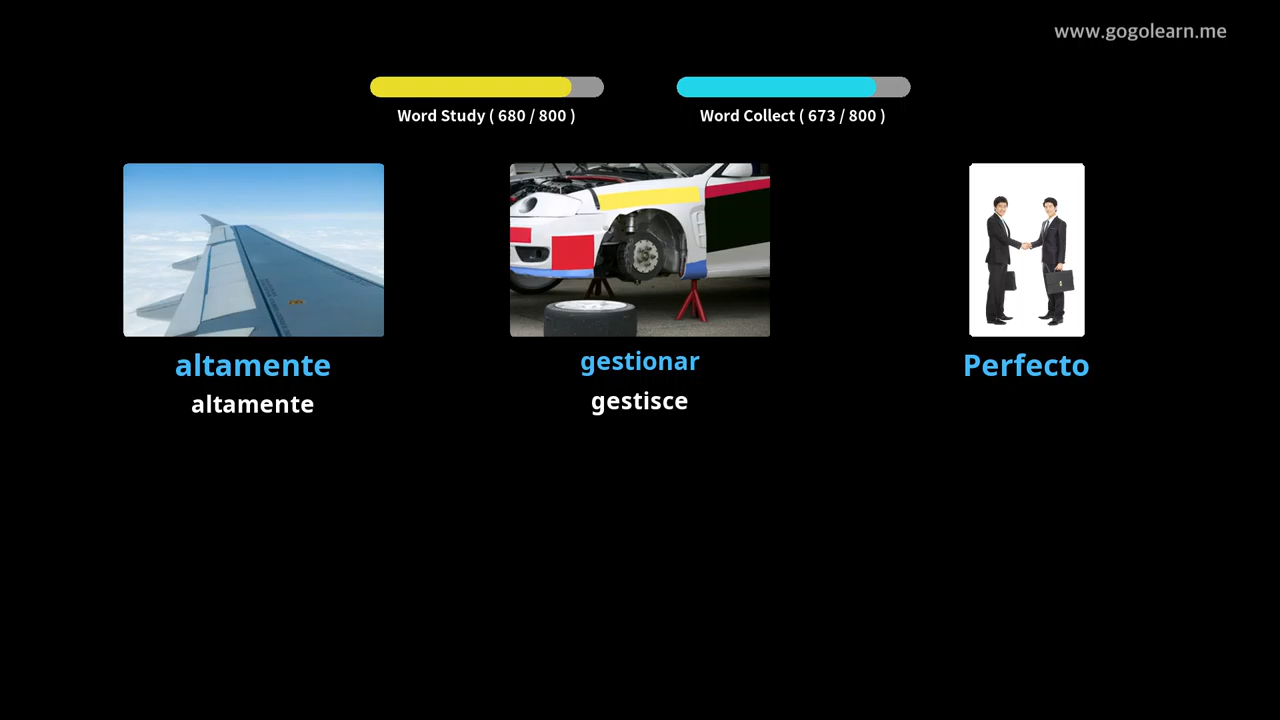 www.gogolearn.me
Word Study ( 680 / 800 )
Word Collect ( 673 / 800 )
altamente
altamente
gestionar
gestisce
Perfecto